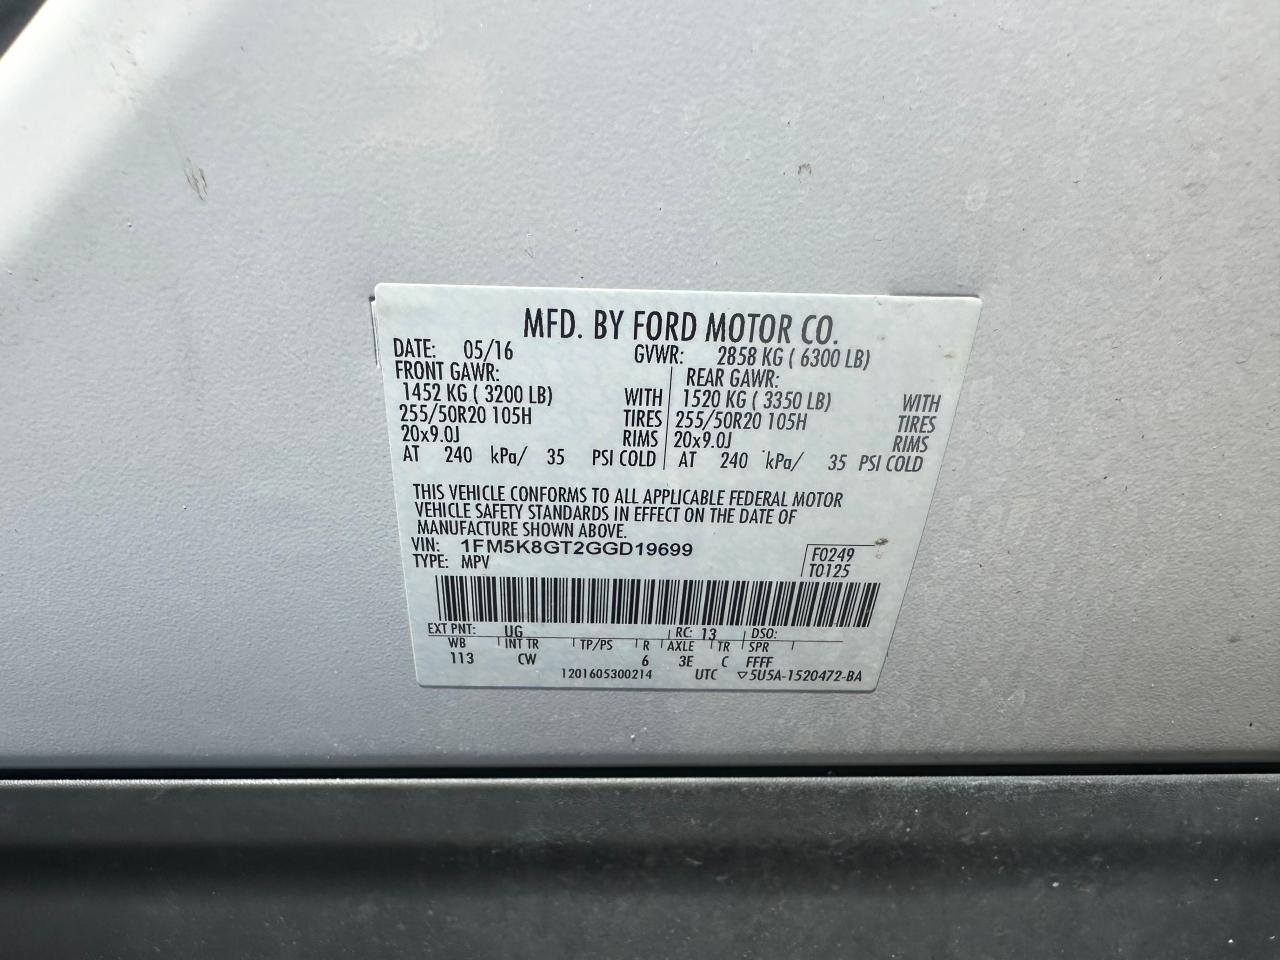 MFD. BY FORD MOTOR CO.
DATE: 05/16 GVWR: 2858 KG ( 6300 LB)
FRONT GAWR: REAR GAWR:
1452 KG ( 3200 LB) WITH 1520 KG ( 3350 LB) WITH
255/50R20 105H TIRES 255/50R20 105H TIRES
20x9.0J RIMS 20x9.0J RIMS
AT 240 kPa/ 35 PSI COLD AT 240 kPa/ 35 PSI COLD
THIS VEHICLE CONFORMS TO ALL APPLICABLE FEDERAL MOTOR
VEHICLE SAFETY STANDARDS IN EFFECT ON THE DATE OF
MANUFACTURE SHOWN ABOVE.
VIN: 1FM5K8GT2GGD19699 F0249
TYPE: MPV T0125
EXT PNT: UG RC: 13 DSO:
WB INT TR TP/PS R AXLE TR SPR
113 CW 6 3E C FFFF
1201605300214 UTC ▽5U5A-1520472-BA